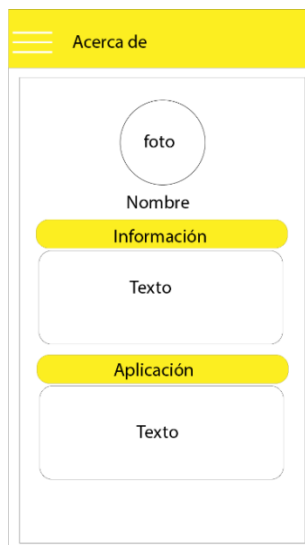 Acerca de
foto
Nombre
Información
Texto
Aplicación
Texto